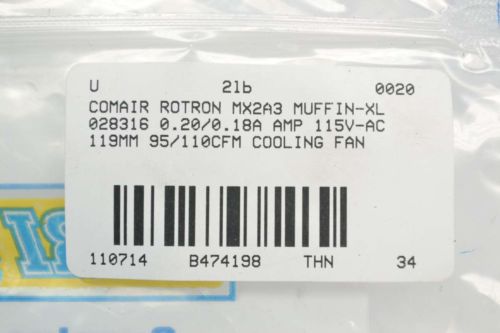 U 2lb 0020
COMAIR ROTRON MX2A3 MUFFIN-XL
028316 0.20/0.18A AMP 115V-AC
119MM 95/110CFM COOLING FAN
110714 B474198 THN 34